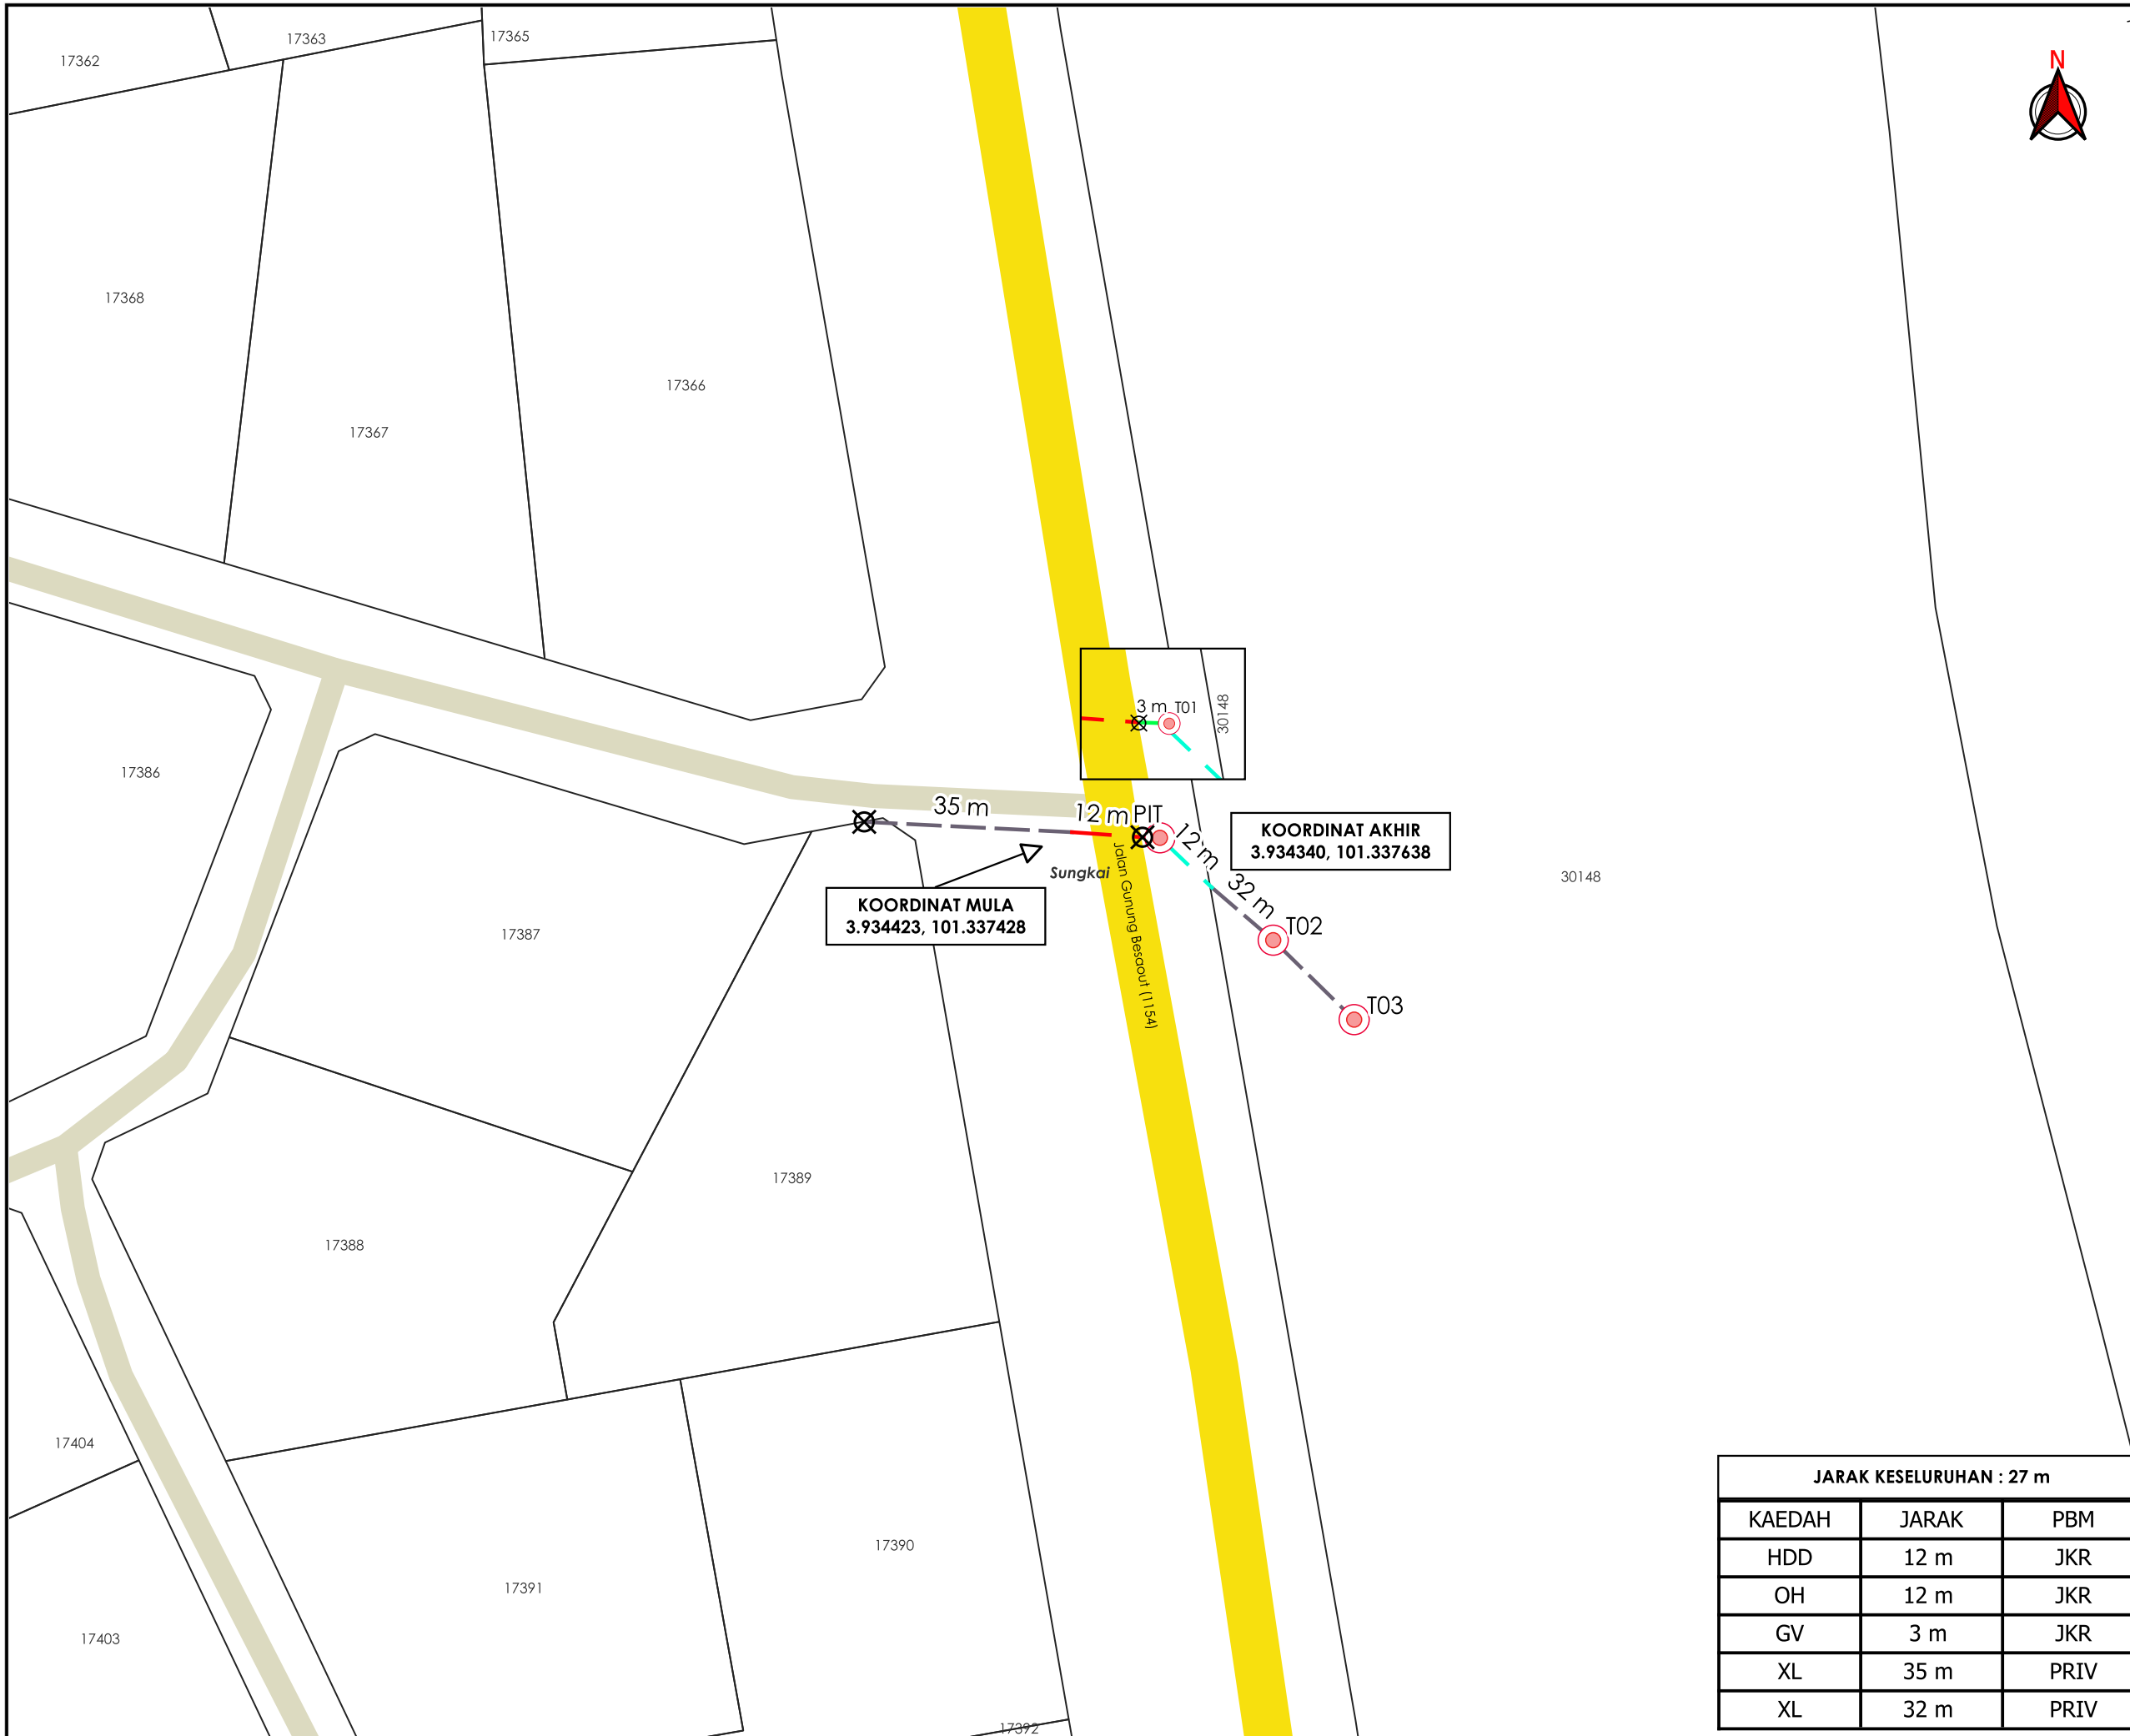 17362
17363
17365
N
17368
17366
17367
3 m
T01
30148
17386
35 m
12 m
PIT
12 m
32 m
KOORDINAT AKHIR
3.934340, 101.337638
Sungkai
Jalan Gunung Besaout (1154)
30148
KOORDINAT MULA
3.934423, 101.337428
17387
T02
T03
17389
17388
17404
17390
17391
17403
17392
JARAK KESELURUHAN : 27 m
KAEDAH JARAK PBM
HDD 12 m JKR
OH 12 m JKR
GV 3 m JKR
XL 35 m PRIV
XL 32 m PRIV